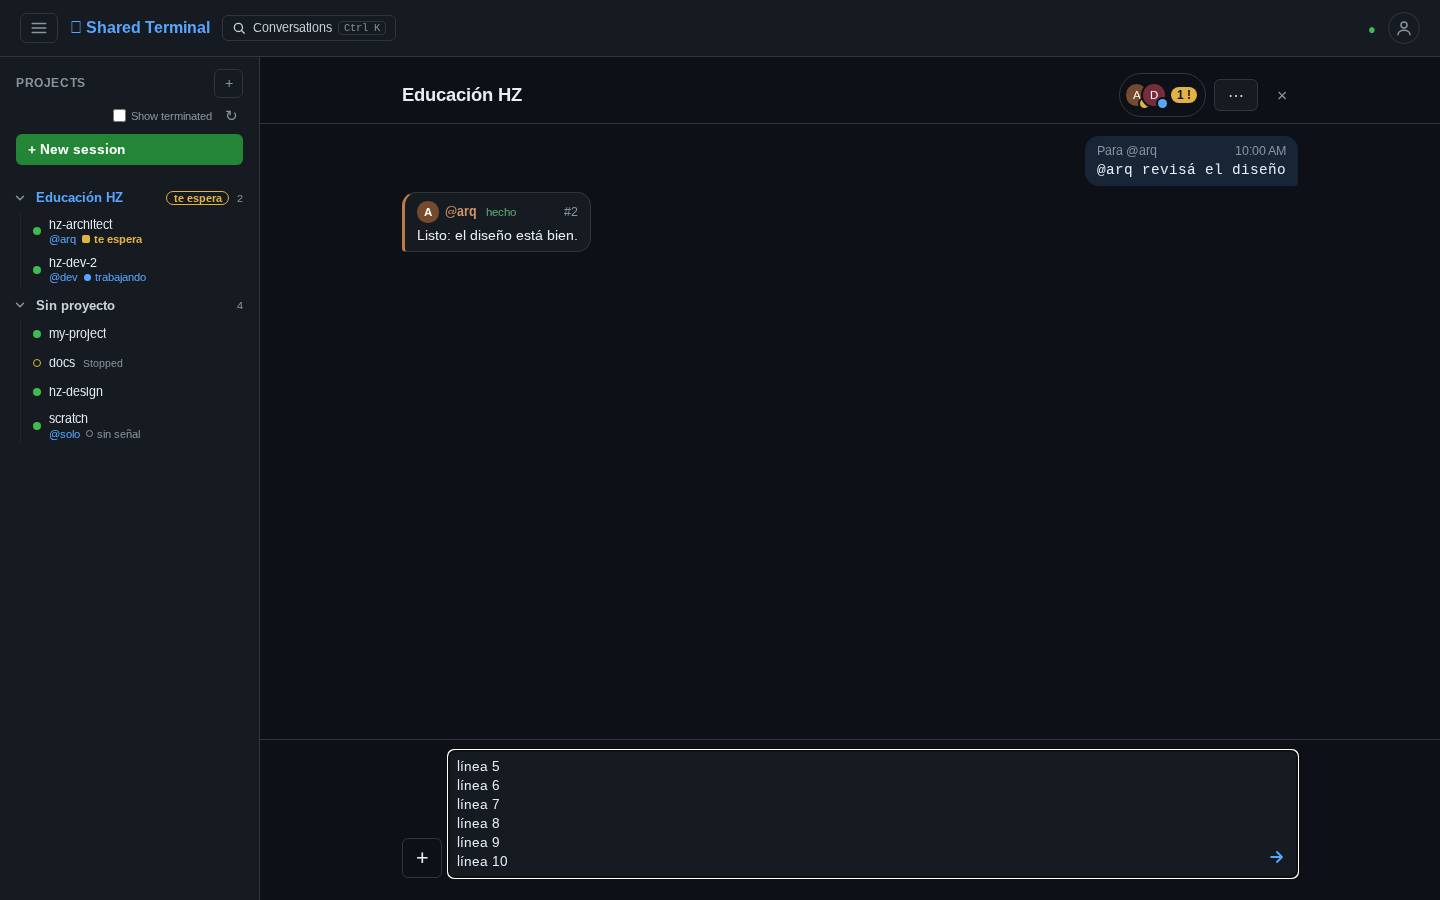 Shared Terminal
Conversations Ctrl K
PROJECTS +
Show terminated
+ New session
Educación HZ te espera 2
hz-architect
@arq te espera
hz-dev-2
@dev trabajando
Sin proyecto 4
my-project
docs Stopped
hz-design
scratch
@solo sin señal
Educación HZ
A D 1 ! ⋯ ×
Para @arq 10:00 AM
@arq revisá el diseño
A @arq hecho #2
Listo: el diseño está bien.
línea 5
línea 6
línea 7
línea 8
línea 9
línea 10
+